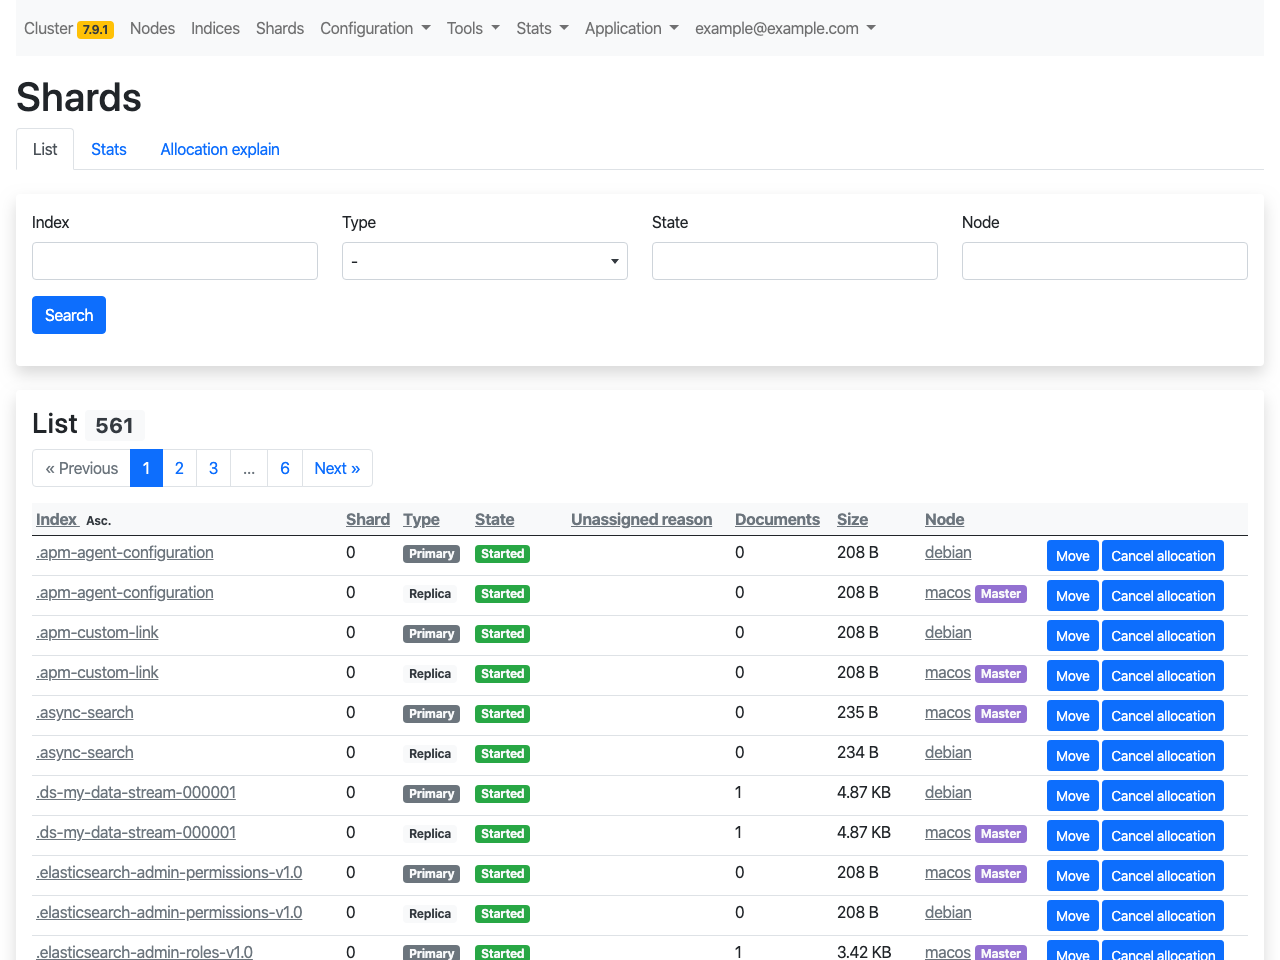 Cluster 7.9.1 Nodes Indices Shards Configuration Tools Stats Application example@example.com
Shards
List Stats Allocation explain
Index Type State Node
-
Search
List 561
« Previous 1 2 3 ... 6 Next »
Index Asc. Shard Type State Unassigned reason Documents Size Node
.apm-agent-configuration 0 Primary Started 0 208 B debian Move Cancel allocation
.apm-agent-configuration 0 Replica Started 0 208 B macos Master Move Cancel allocation
.apm-custom-link 0 Primary Started 0 208 B debian Move Cancel allocation
.apm-custom-link 0 Replica Started 0 208 B macos Master Move Cancel allocation
.async-search 0 Primary Started 0 235 B macos Master Move Cancel allocation
.async-search 0 Replica Started 0 234 B debian Move Cancel allocation
.ds-my-data-stream-000001 0 Primary Started 1 4.87 KB debian Move Cancel allocation
.ds-my-data-stream-000001 0 Replica Started 1 4.87 KB macos Master Move Cancel allocation
.elasticsearch-admin-permissions-v1.0 0 Primary Started 0 208 B macos Master Move Cancel allocation
.elasticsearch-admin-permissions-v1.0 0 Replica Started 0 208 B debian Move Cancel allocation
.elasticsearch-admin-roles-v1.0 0 Primary Started 1 3.42 KB macos Master Move Cancel allocation